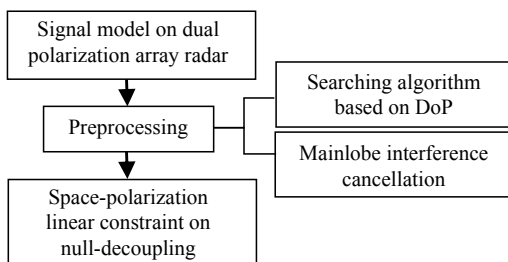 Signal model on dual
polarization array radar
Preprocessing
Searching algorithm
based on DoP
Mainlobe interference
cancellation
Space-polarization
linear constraint on
null-decoupling